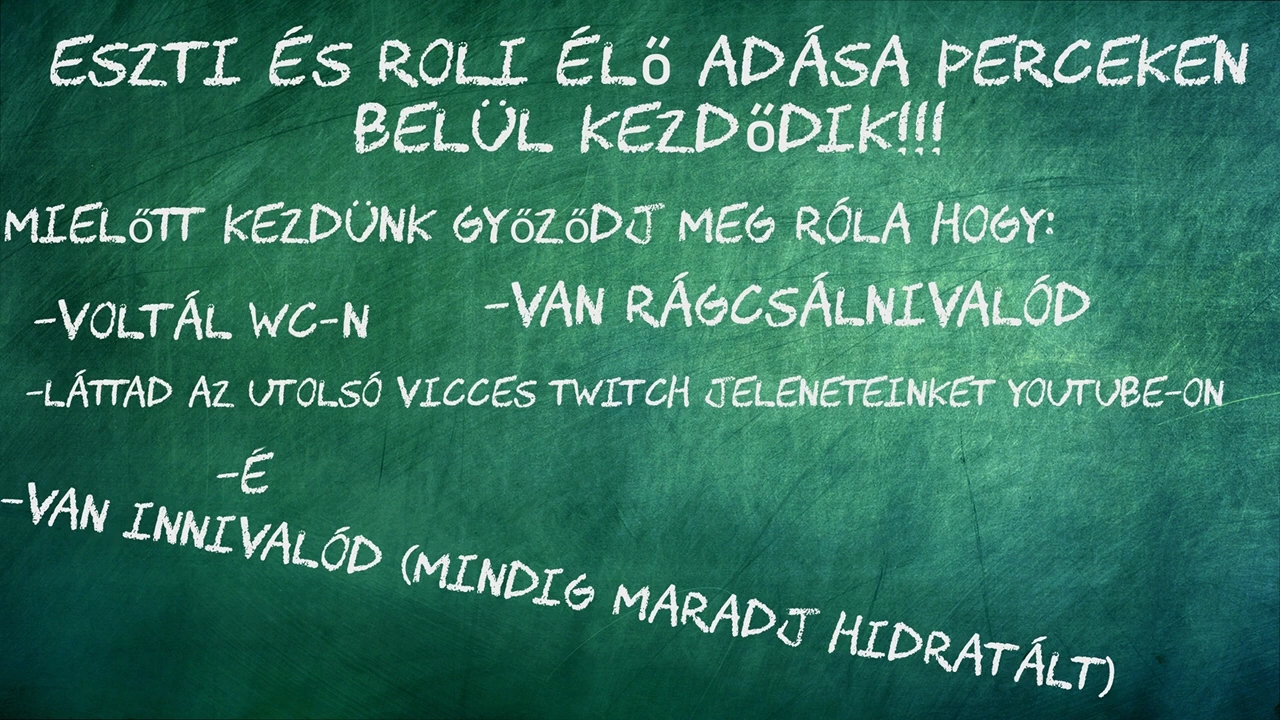 ESZTI ÉS ROLI ÉLŐ ADÁSA PERCEKEN
BELÜL KEZDŐDIK!!!
MIELŐTT KEZDÜNK GYŐZŐDJ MEG RÓLA HOGY:
-VOLTÁL WC-N
-VAN RÁGCSÁLNIVALÓD
-LÁTTAD AZ UTOLSÓ VICCES TWITCH JELENETEINKET YOUTUBE-ON
-É
-VAN INNIVALÓD (MINDIG MARADJ HIDRATÁLT)